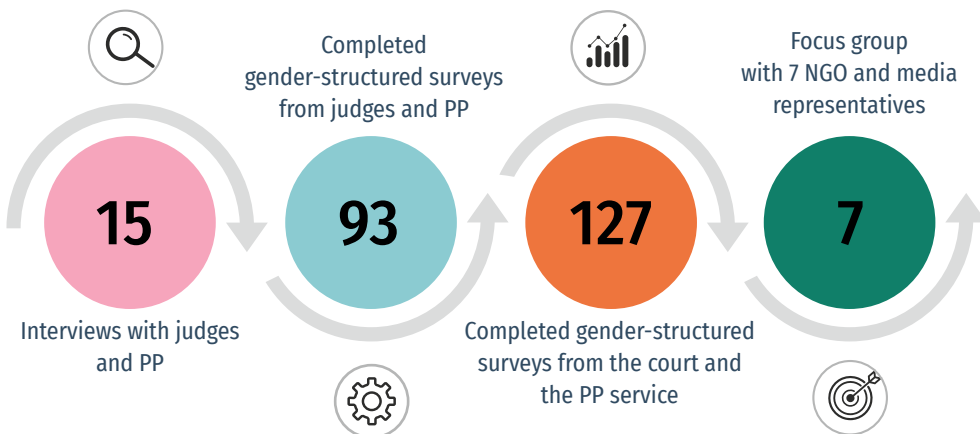 15
Interviews with judges
and PP
Completed
gender-structured surveys
from judges and PP
93
127
Completed gender-structured
surveys from the court and
the PP service
Focus group
with 7 NGO and media
representatives
7